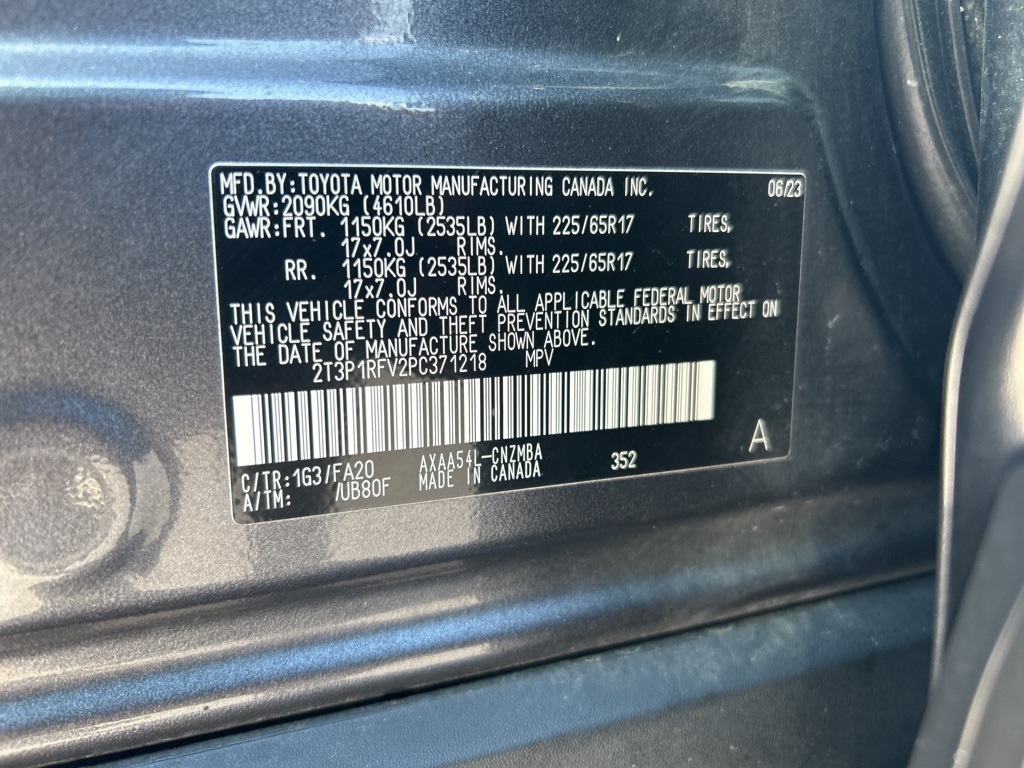 MFD.BY:TOYOTA MOTOR MANUFACTURING CANADA INC. 06/23
GVWR:2090KG (4610LB)
GAWR:FRT. 1150KG (2535LB) WITH 225/65R17 TIRES,
17x7.0J RIMS.
RR. 1150KG (2535LB) WITH 225/65R17 TIRES,
17x7.0J RIMS.
THIS VEHICLE CONFORMS TO ALL APPLICABLE FEDERAL MOTOR
VEHICLE SAFETY AND THEFT PREVENTION STANDARDS IN EFFECT ON
THE DATE OF MANUFACTURE SHOWN ABOVE.
2T3P1RFV2PC371218 MPV
A
C/TR:1G3/FA20 AXAA54L-CNZMBA 352
A/TM: /UB80F MADE IN CANADA